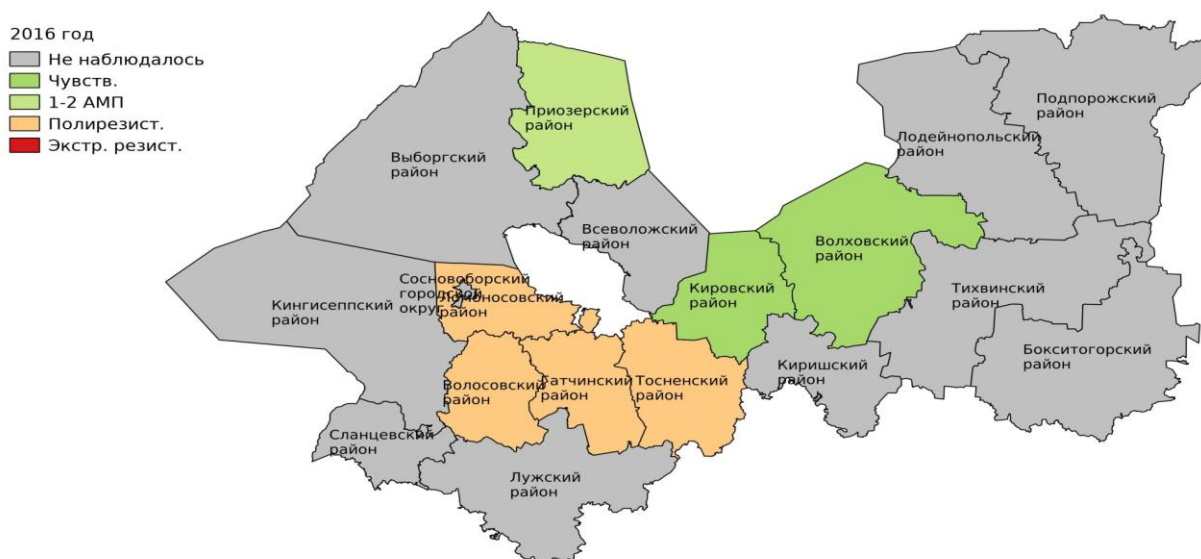 2016 год
Не наблюдалось
Чувств.
1-2 АМП
Полирезист.
Экстр. резист.
Приозерский
район
Подпорожский
район
Лодейнопольский
район
Выборгский
район
Всеволожский
район
Волховский
район
Сосновоборский
городской
округ
Кировский
район
Тихвинский
район
Ломоносовский
район
Кингисеппский
район
Бокситогорский
район
Киришский
район
Волосовский
район
Гатчинский
район
Тосненский
район
Сланцевский
район
Лужский
район